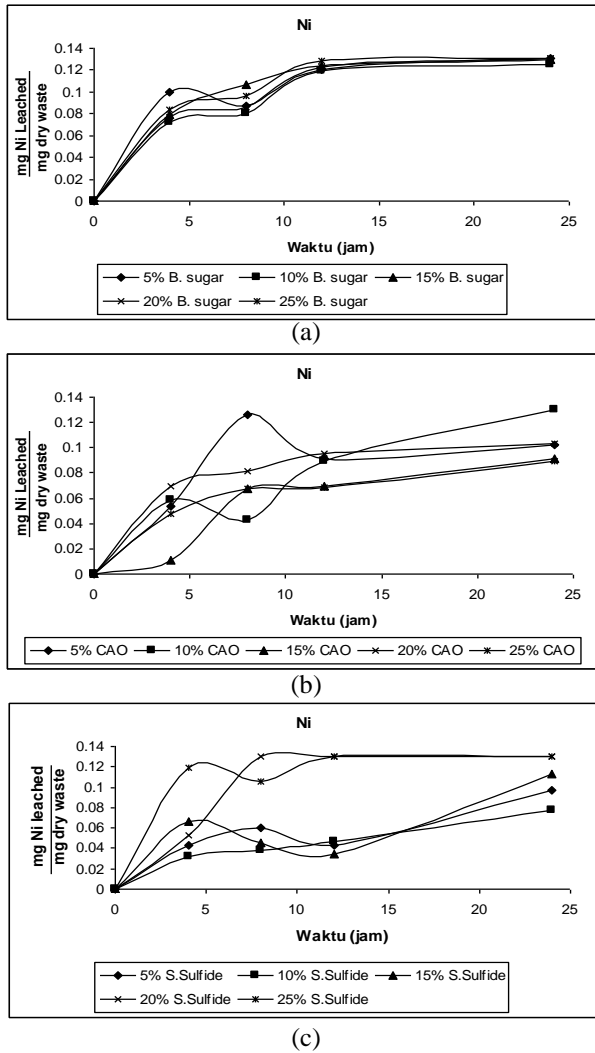 Ni
mg Ni Leached
mg dry waste
0.14
0.12
0.1
0.08
0.06
0.04
0.02
0
0 5 10 15 20 25
Waktu (jam)
5% B. sugar 10% B. sugar 15% B. sugar
20% B. sugar 25% B. sugar
(a)
Ni
mg Ni Leached
mg dry waste
0.14
0.12
0.1
0.08
0.06
0.04
0.02
0
0 5 10 15 20 25
Waktu (jam)
5% CAO 10% CAO 15% CAO 20% CAO 25% CAO
(b)
Ni
mg Ni leached
mg dry waste
0.14
0.12
0.1
0.08
0.06
0.04
0.02
0
0 5 10 15 20 25
Waktu (jam)
5% S.Sulfide 10% S.Sulfide 15% S.Sulfide
20% S.Sulfide 25% S.Sulfide
(c)